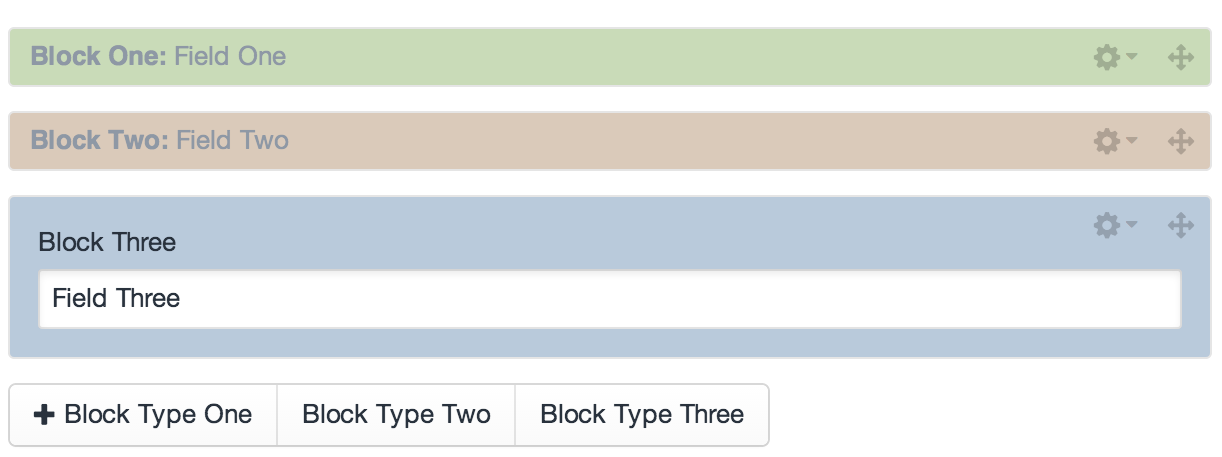 Block One: Field One
Block Two: Field Two
Block Three
Field Three
Block Type One Block Type Two Block Type Three